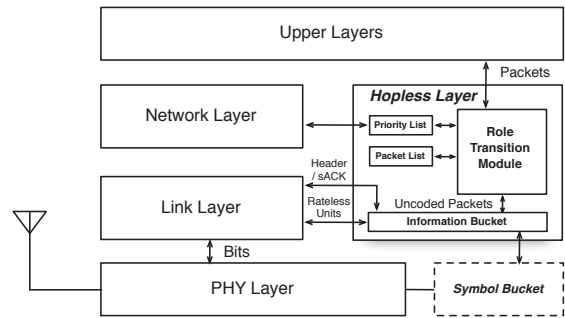 Upper Layers
Packets
Hopless Layer
Network Layer
Priority List
Packet List
Role
Transition
Module
Header
/ sACK
Link Layer
Rateless
Units
Uncoded Packets
Information Bucket
Bits
PHY Layer
Symbol Bucket